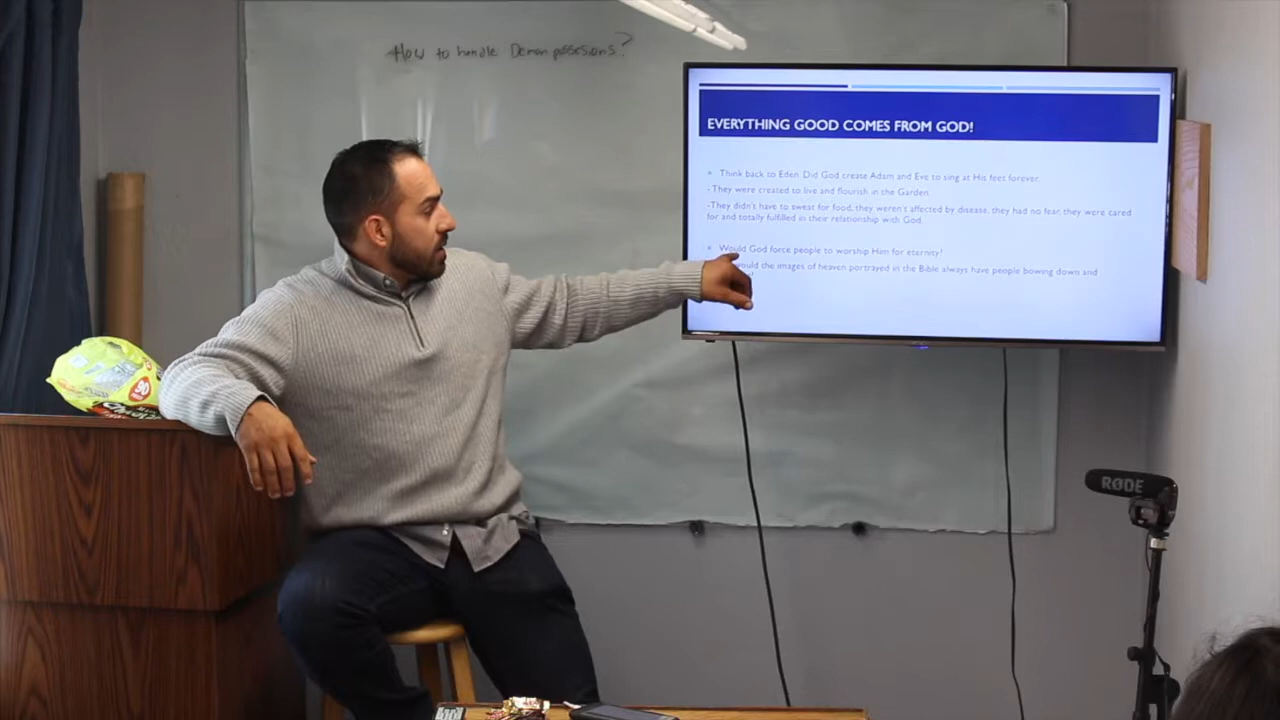 How to handle Demon possesions?
EVERYTHING GOOD COMES FROM GOD!
Think back to Eden. Did God create Adam and Eve to sing at His feet forever.
- They were created to live and flourish in the Garden.
-They didn't have to sweat for food, they weren't affected by disease, they had no fear, they were cared
for and totally fulfilled in their relationship with God.
Would God force people to worship Him for eternity?
would the images of heaven portrayed in the Bible always have people bowing down and
90
RØDE